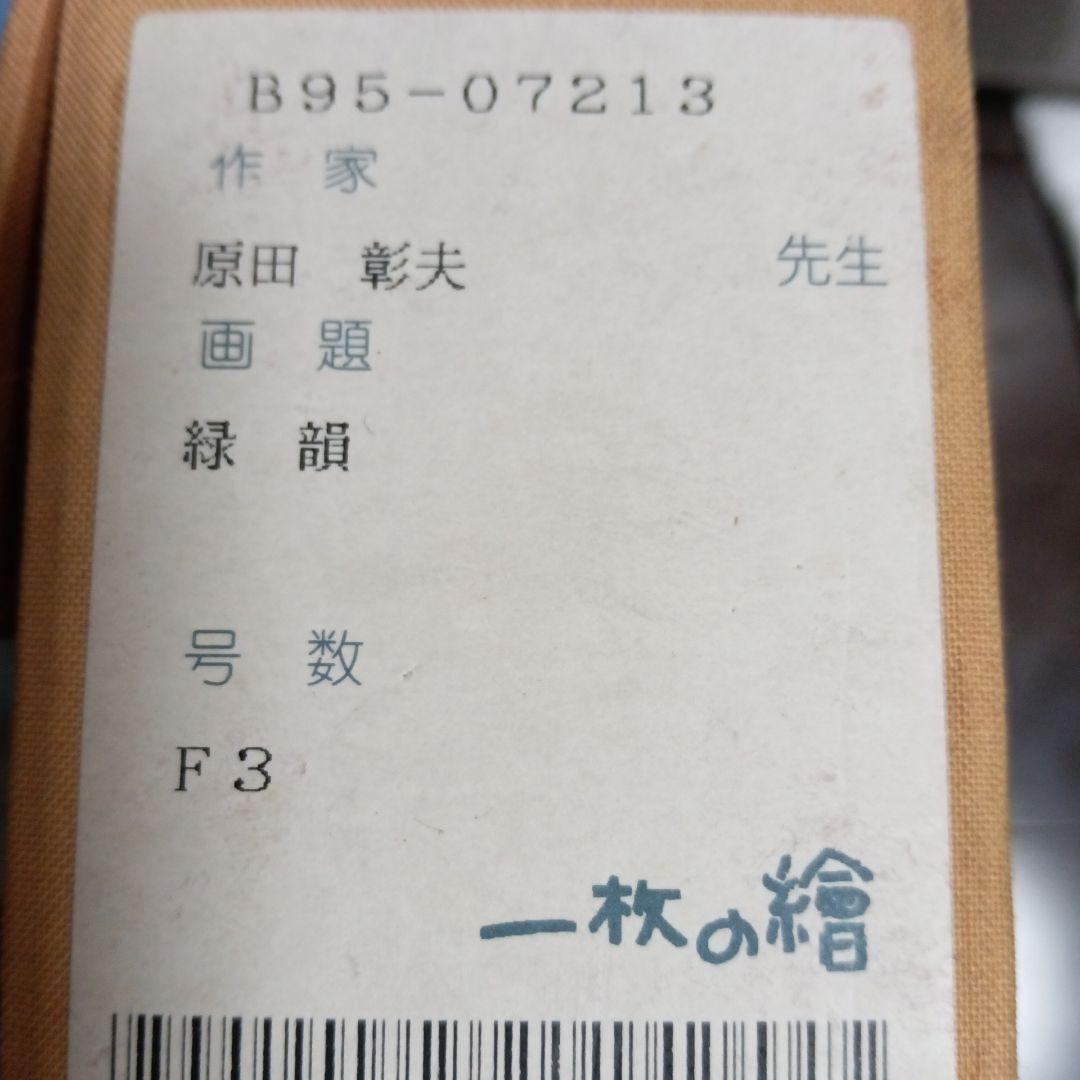 B95-07213
作 家
原田 彰夫 先生
画 題
緑 韻
号 数
F3
一枚の繪